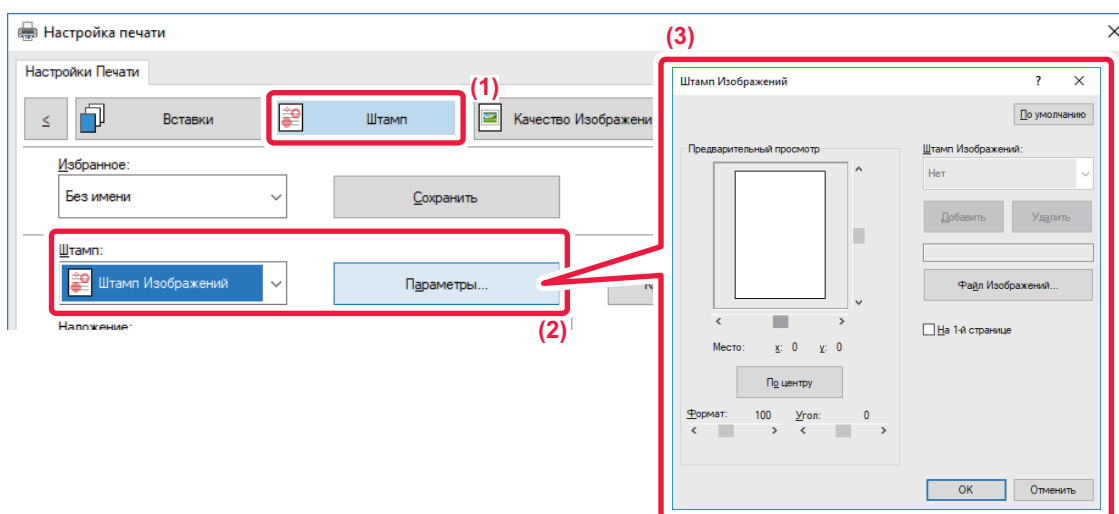 Настройка печати
Настройки Печати
(1)
≤
Вставки
Штамп
Качество Изображени
Избранное:
Без имени
Сохранить
Штамп:
Штамп Изображений
Параметры...
(2)
Наложение:
(3)
Штамп Изображений
?
По умолчанию
Предварительный просмотр
Место: x: 0 y: 0
По центру
Формат: 100 Угол: 0
Штамп Изображений:
Нет
Добавить
Удалить
Файл Изображений...
На 1-й странице
OK
Отменить